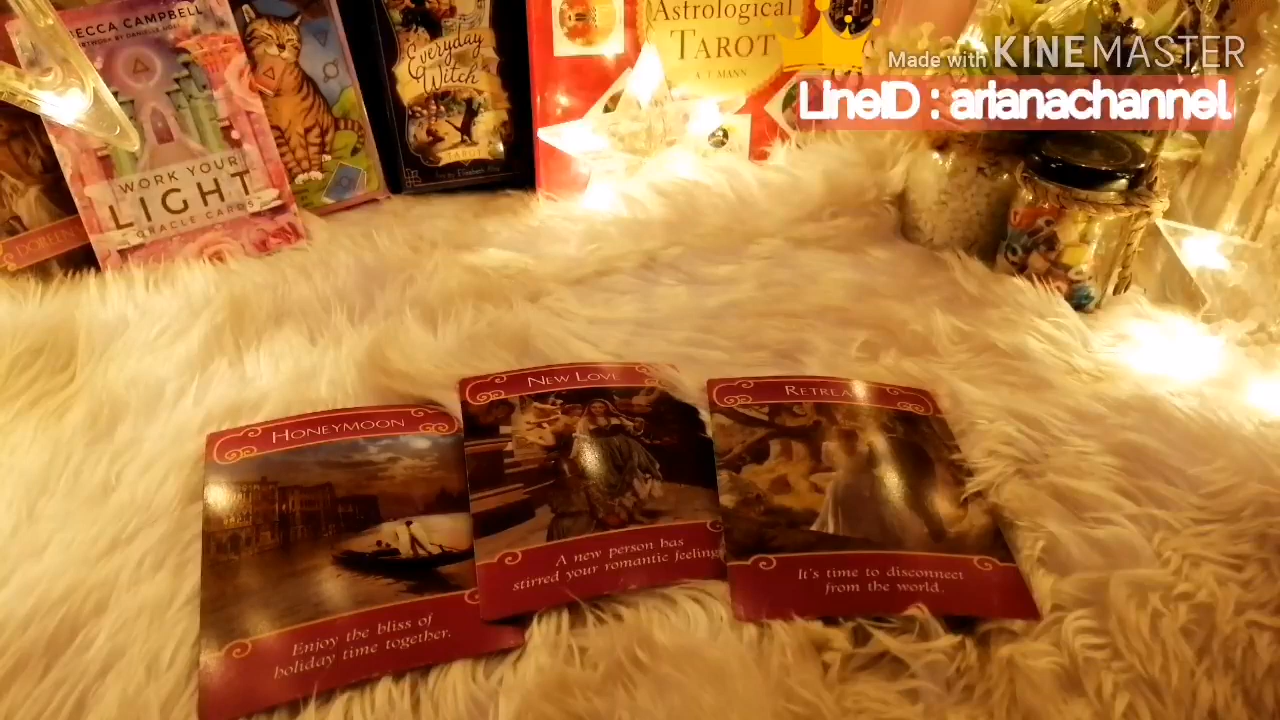 BECCA CAMPBELL
WORK YOUR
LIGHT
ORACLE CARDS
DOREEN
Everyday
Witch
TAROT
Astrological
TAROT
A. T. MANN
Made with KINEMASTER
LineID : arianachannel
HONEYMOON
Enjoy the bliss of
holiday time together.
NEW LOVE
A new person has
stirred your romantic feeling
RETREAT
It's time to disconnect
from the world.